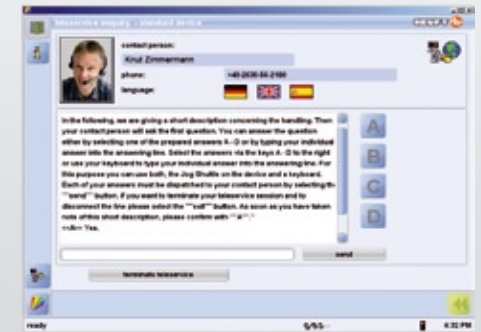 Teleservice enquiry - standard device
contact person:
Knut Zimmermann
phone:
language:
In the following, we are giving a short description concerning the handling. Then
your contact person will ask the first question. You can answer the question
either by selecting one of the prepared answers A - D or by typing your individual
answer into the answering line. Select the answers via the keys A - D to the right
or use your keyboard to type your individual answer into the answering line. For
this purpose you can use both, the Jog Shuttle on the device and a keyboard.
Each of your answers must be dispatched to your contact person by selecting th
""send"" button. If you want to terminate your teleservice session and to
disconnect the line please select the ""exit"" button. As soon as you have taken
note of this short description, please confirm with ""A"".
<<A>> Yes.
A
B
C
D
send
terminate teleservice
ready
4:32 PM